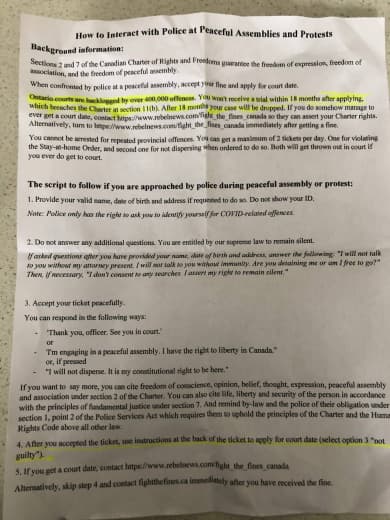 How to Interact with Police at Peaceful Assemblies and Protests
Background information:
Sections 2 and 7 of the Canadian Charter of Rights and Freedoms guarantee the freedom of expression, freedom of
association, and the freedom of peaceful assembly.
When confronted by police at a peaceful assembly, accept your fine and apply for court date.
Ontario courts are backlogged by over 400,000 offences. You won't receive a trial within 18 months after applying,
which breaches the Charter at section 11(b). After 18 months your case will be dropped. If you do somehow manage to
ever get a court date, contact https://www.rebelnews.com/fight_the_fines_canada so they can assert your Charter rights.
Alternatively, turn to https://www.rebelnews.com/fight_the_fines_canada immediately after getting a fine.
You cannot be arrested for repeated provincial offences. You can get a maximum of 2 tickets per day. One for violating
the Stay-at-home Order, and second one for not dispersing when ordered to do so. Both will get thrown out in court if
you ever do get to court.
The script to follow if you are approached by police during peaceful assembly or protest:
1. Provide your valid name, date of birth and address if requested to do so. Do not show your ID.
Note: Police only has the right to ask you to identify yourself for COVID-related offences.
2. Do not answer any additional questions. You are entitled by our supreme law to remain silent.
If asked questions after you have provided your name, date of birth and address, answer the following: "I will not talk
to you without my attorney present. I will not talk to you without immunity. Are you detaining me or am I free to go?"
Then, if necessary, "I don't consent to any searches. I assert my right to remain silent."
3. Accept your ticket peacefully.
You can respond in the following ways:
- 'Thank you, officer. See you in court.'
or
- 'I'm engaging in a peaceful assembly. I have the right to liberty in Canada."
or, if pressed
- "I will not disperse. It is my constitutional right to be here."
If you want to say more, you can cite freedom of conscience, opinion, belief, thought, expression, peaceful assembly
and association under section 2 of the Charter. You can also cite life, liberty and security of the person in accordance
with the principles of fundamental justice under section 7. And remind by-law and the police of their obligation under
section 1, point 2 of the Police Services Act which requires them to uphold the principles of the Charter and the Huma
Rights Code above all other law.
4. After you accepted the ticket, use instructions at the back of the ticket to apply for court date (select option 3 "not
guilty").
5. If you get a court date, contact https://www.rebelnews.com/fight_the_fines_canada
Alternatively, skip step 4 and contact fightthefines.ca immediately after you have received the fine.